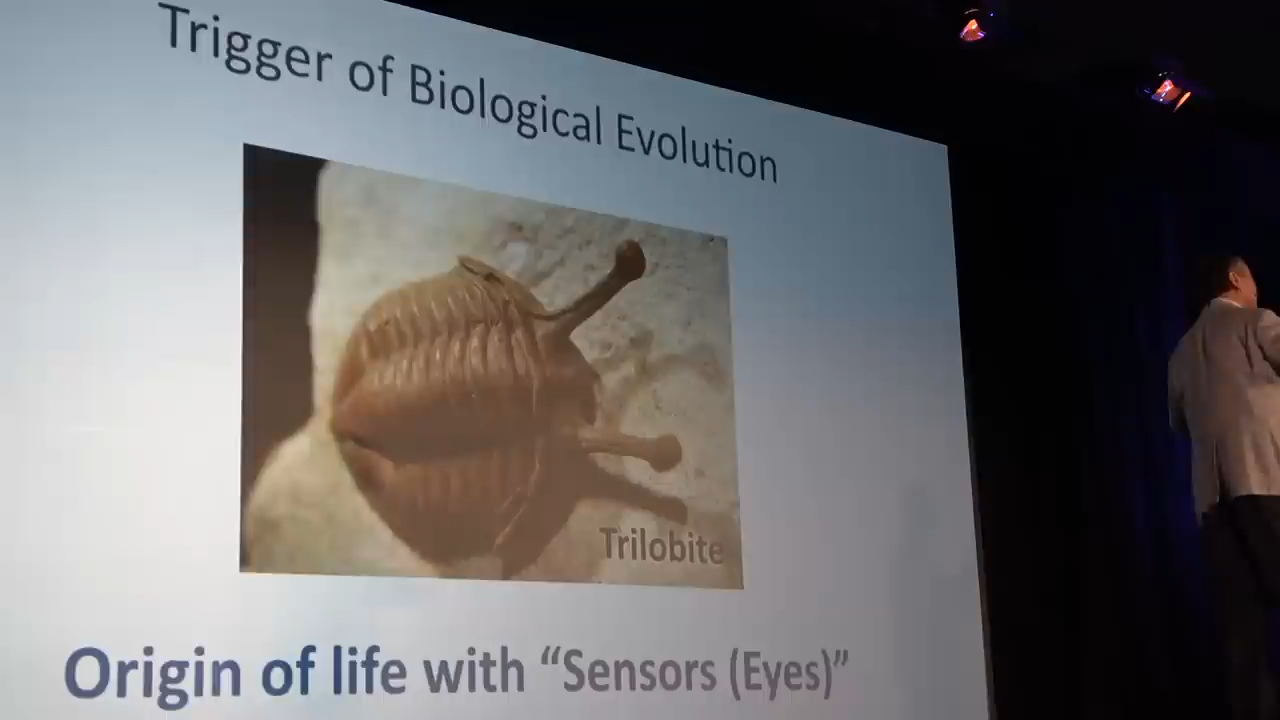 Trigger of Biological Evolution
Trilobite
Origin of life with “Sensors (Eyes)”